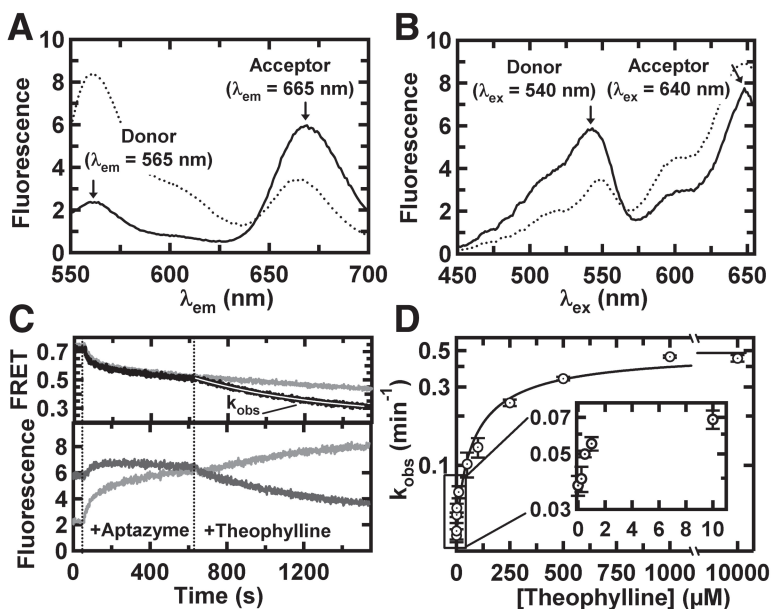 A
Fluorescence
10
8
6
4
2
0
Donor
(λem = 565 nm)
Acceptor
(λem = 665 nm)
550 600 650 700
λem (nm)
B
Fluorescence
10
8
6
4
2
0
Donor
(λex = 540 nm)
Acceptor
(λex = 640 nm)
450 500 550 600 650
λex (nm)
C
FRET
0.7
0.5
0.3
kobs
Fluorescence
8
6
4
2
0
+Aptazyme
+Theophylline
0 400 800 1200
Time (s)
D
kobs (min-1)
0.5
0.3
0.1
0.07
0.05
0.03
0 2 4 6 8 10
0 250 500 750 1000 10000
[Theophylline] (μM)